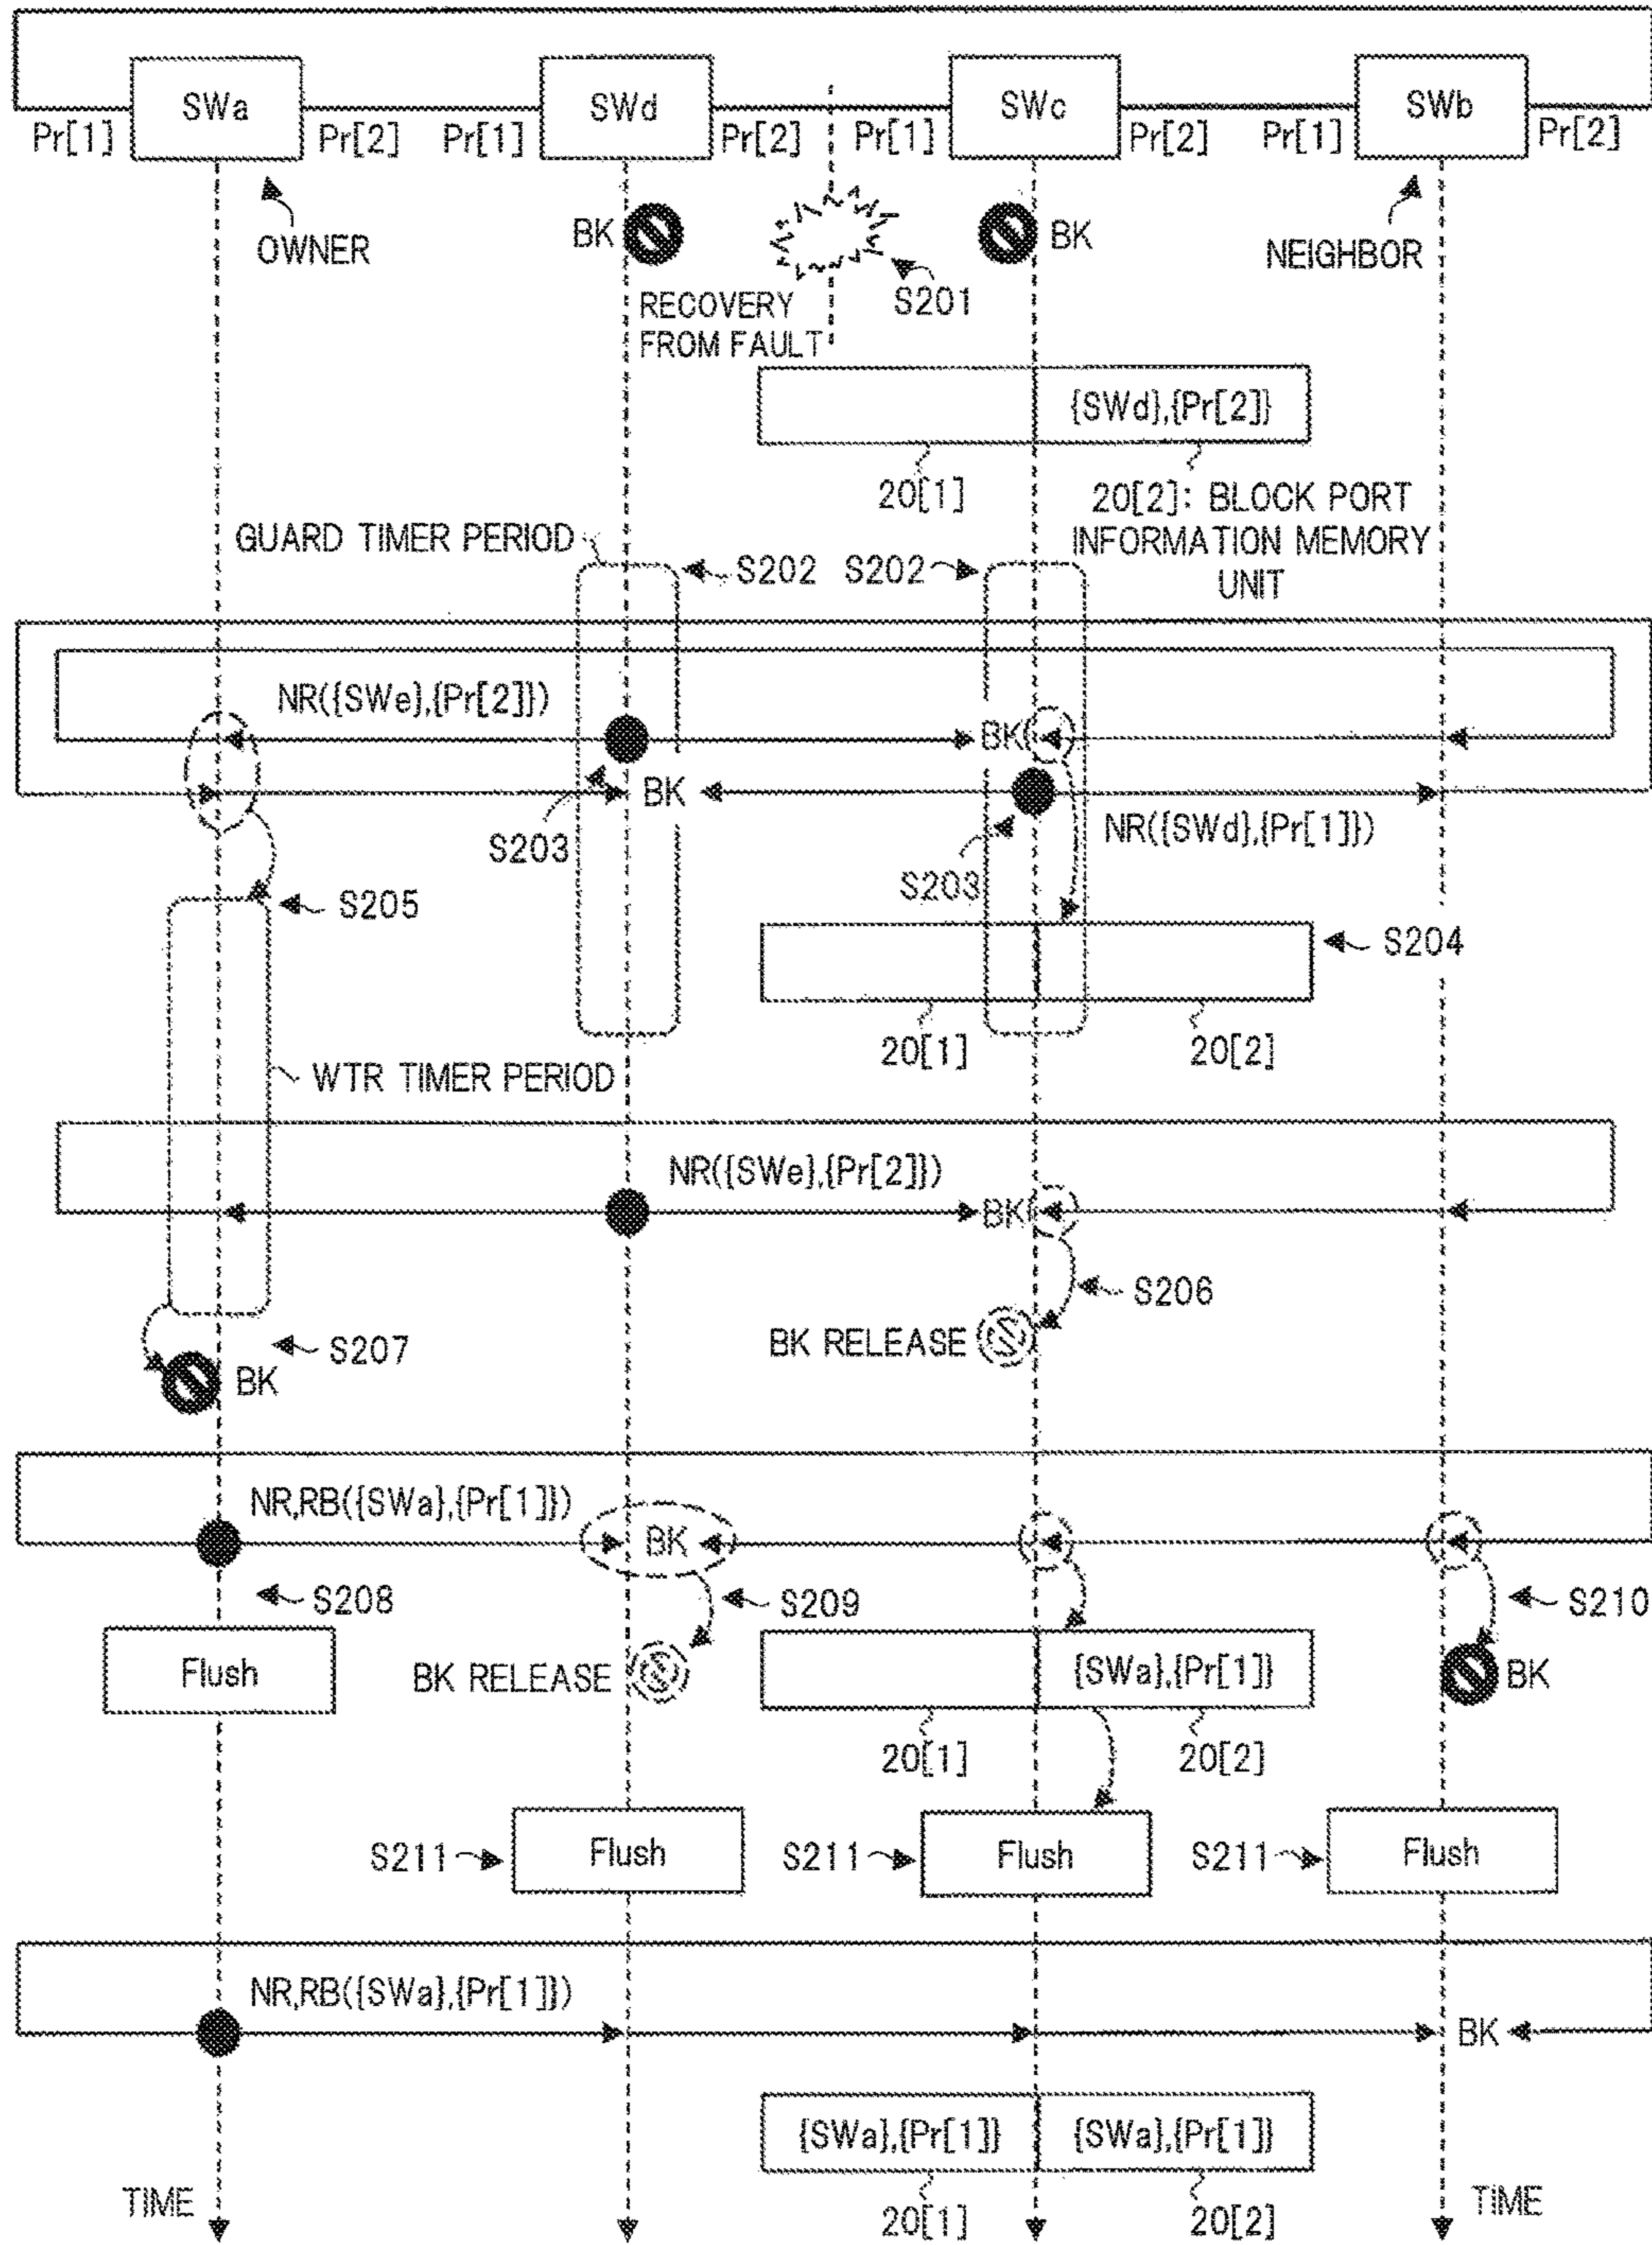 SWa SWd SWc SWb
Pr[1] Pr[2] Pr[1] Pr[2] Pr[1] Pr[2] Pr[1] Pr[2]
BK BK
OWNER NEIGHBOR
S201
RECOVERY
FROM FAULT
{SWd},{Pr[2]}
20[1] 20[2]: BLOCK PORT
INFORMATION MEMORY
UNIT
GUARD TIMER PERIOD S202 S202
NR({SWe},{Pr[2]})
BK
BK
S203 NR({SWd},{Pr[1]})
S203
S205
S204
20[1] 20[2]
WTR TIMER PERIOD
NR({SWe},{Pr[2]})
BK
S206
BK RELEASE
S207
BK
NR,RB({SWa},{Pr[1]})
BK
S208 S209 S210
Flush BK RELEASE {SWa},{Pr[1]} BK
20[1] 20[2]
S211 Flush S211 Flush S211 Flush
NR,RB({SWa},{Pr[1]})
BK
{SWa},{Pr[1]} {SWa},{Pr[1]}
TIME 20[1] 20[2] TIME